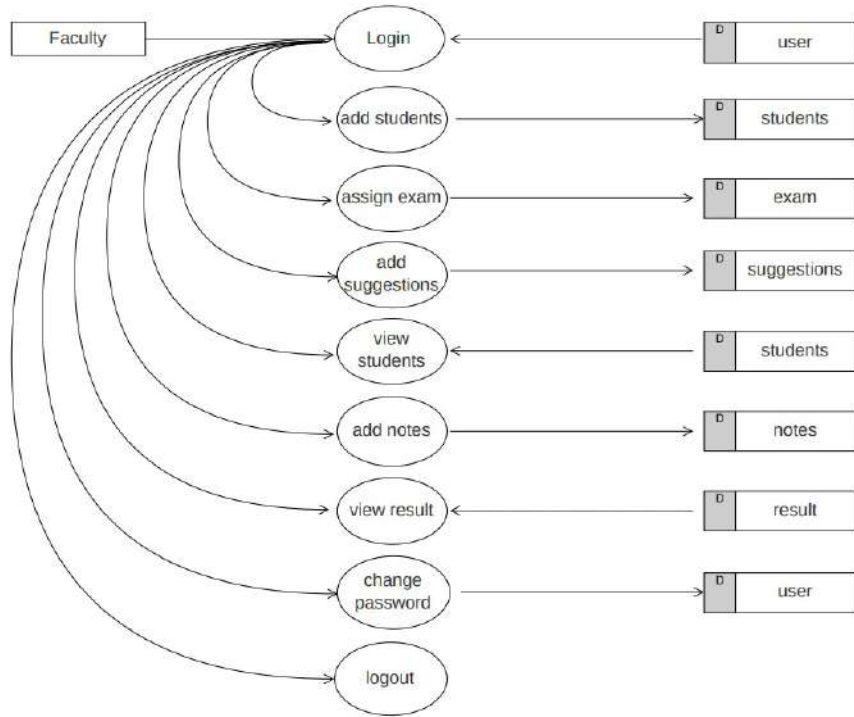 Faculty
Login
D
user
add students
D
students
assign exam
D
exam
add
suggestions
D
suggestions
view
students
D
students
add notes
D
notes
view result
D
result
change
password
D
user
logout